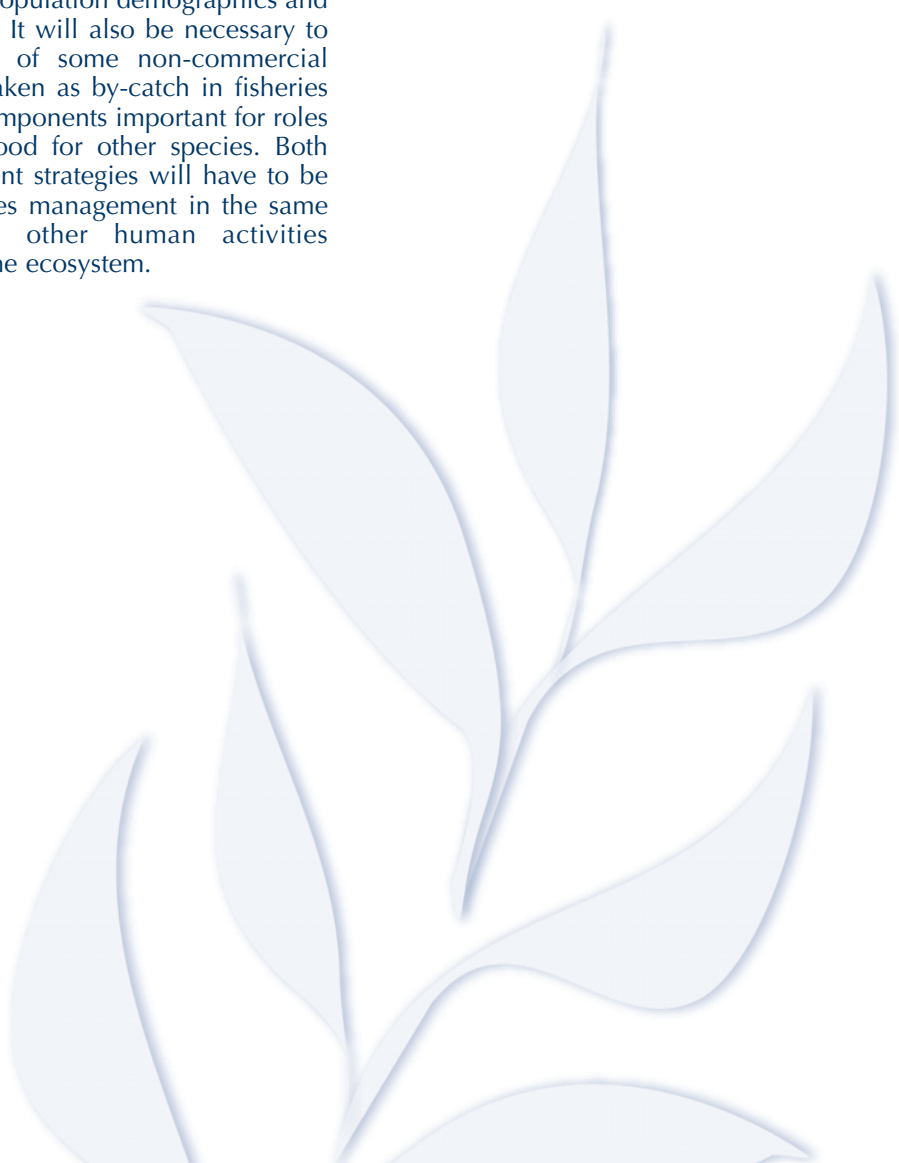 opulation demographics and
It will also be necessary to
of some non-commercial
aken as by-catch in fisheries
mponents important for roles
ood for other species. Both
nt strategies will have to be
es management in the same
other human activities
he ecosystem.